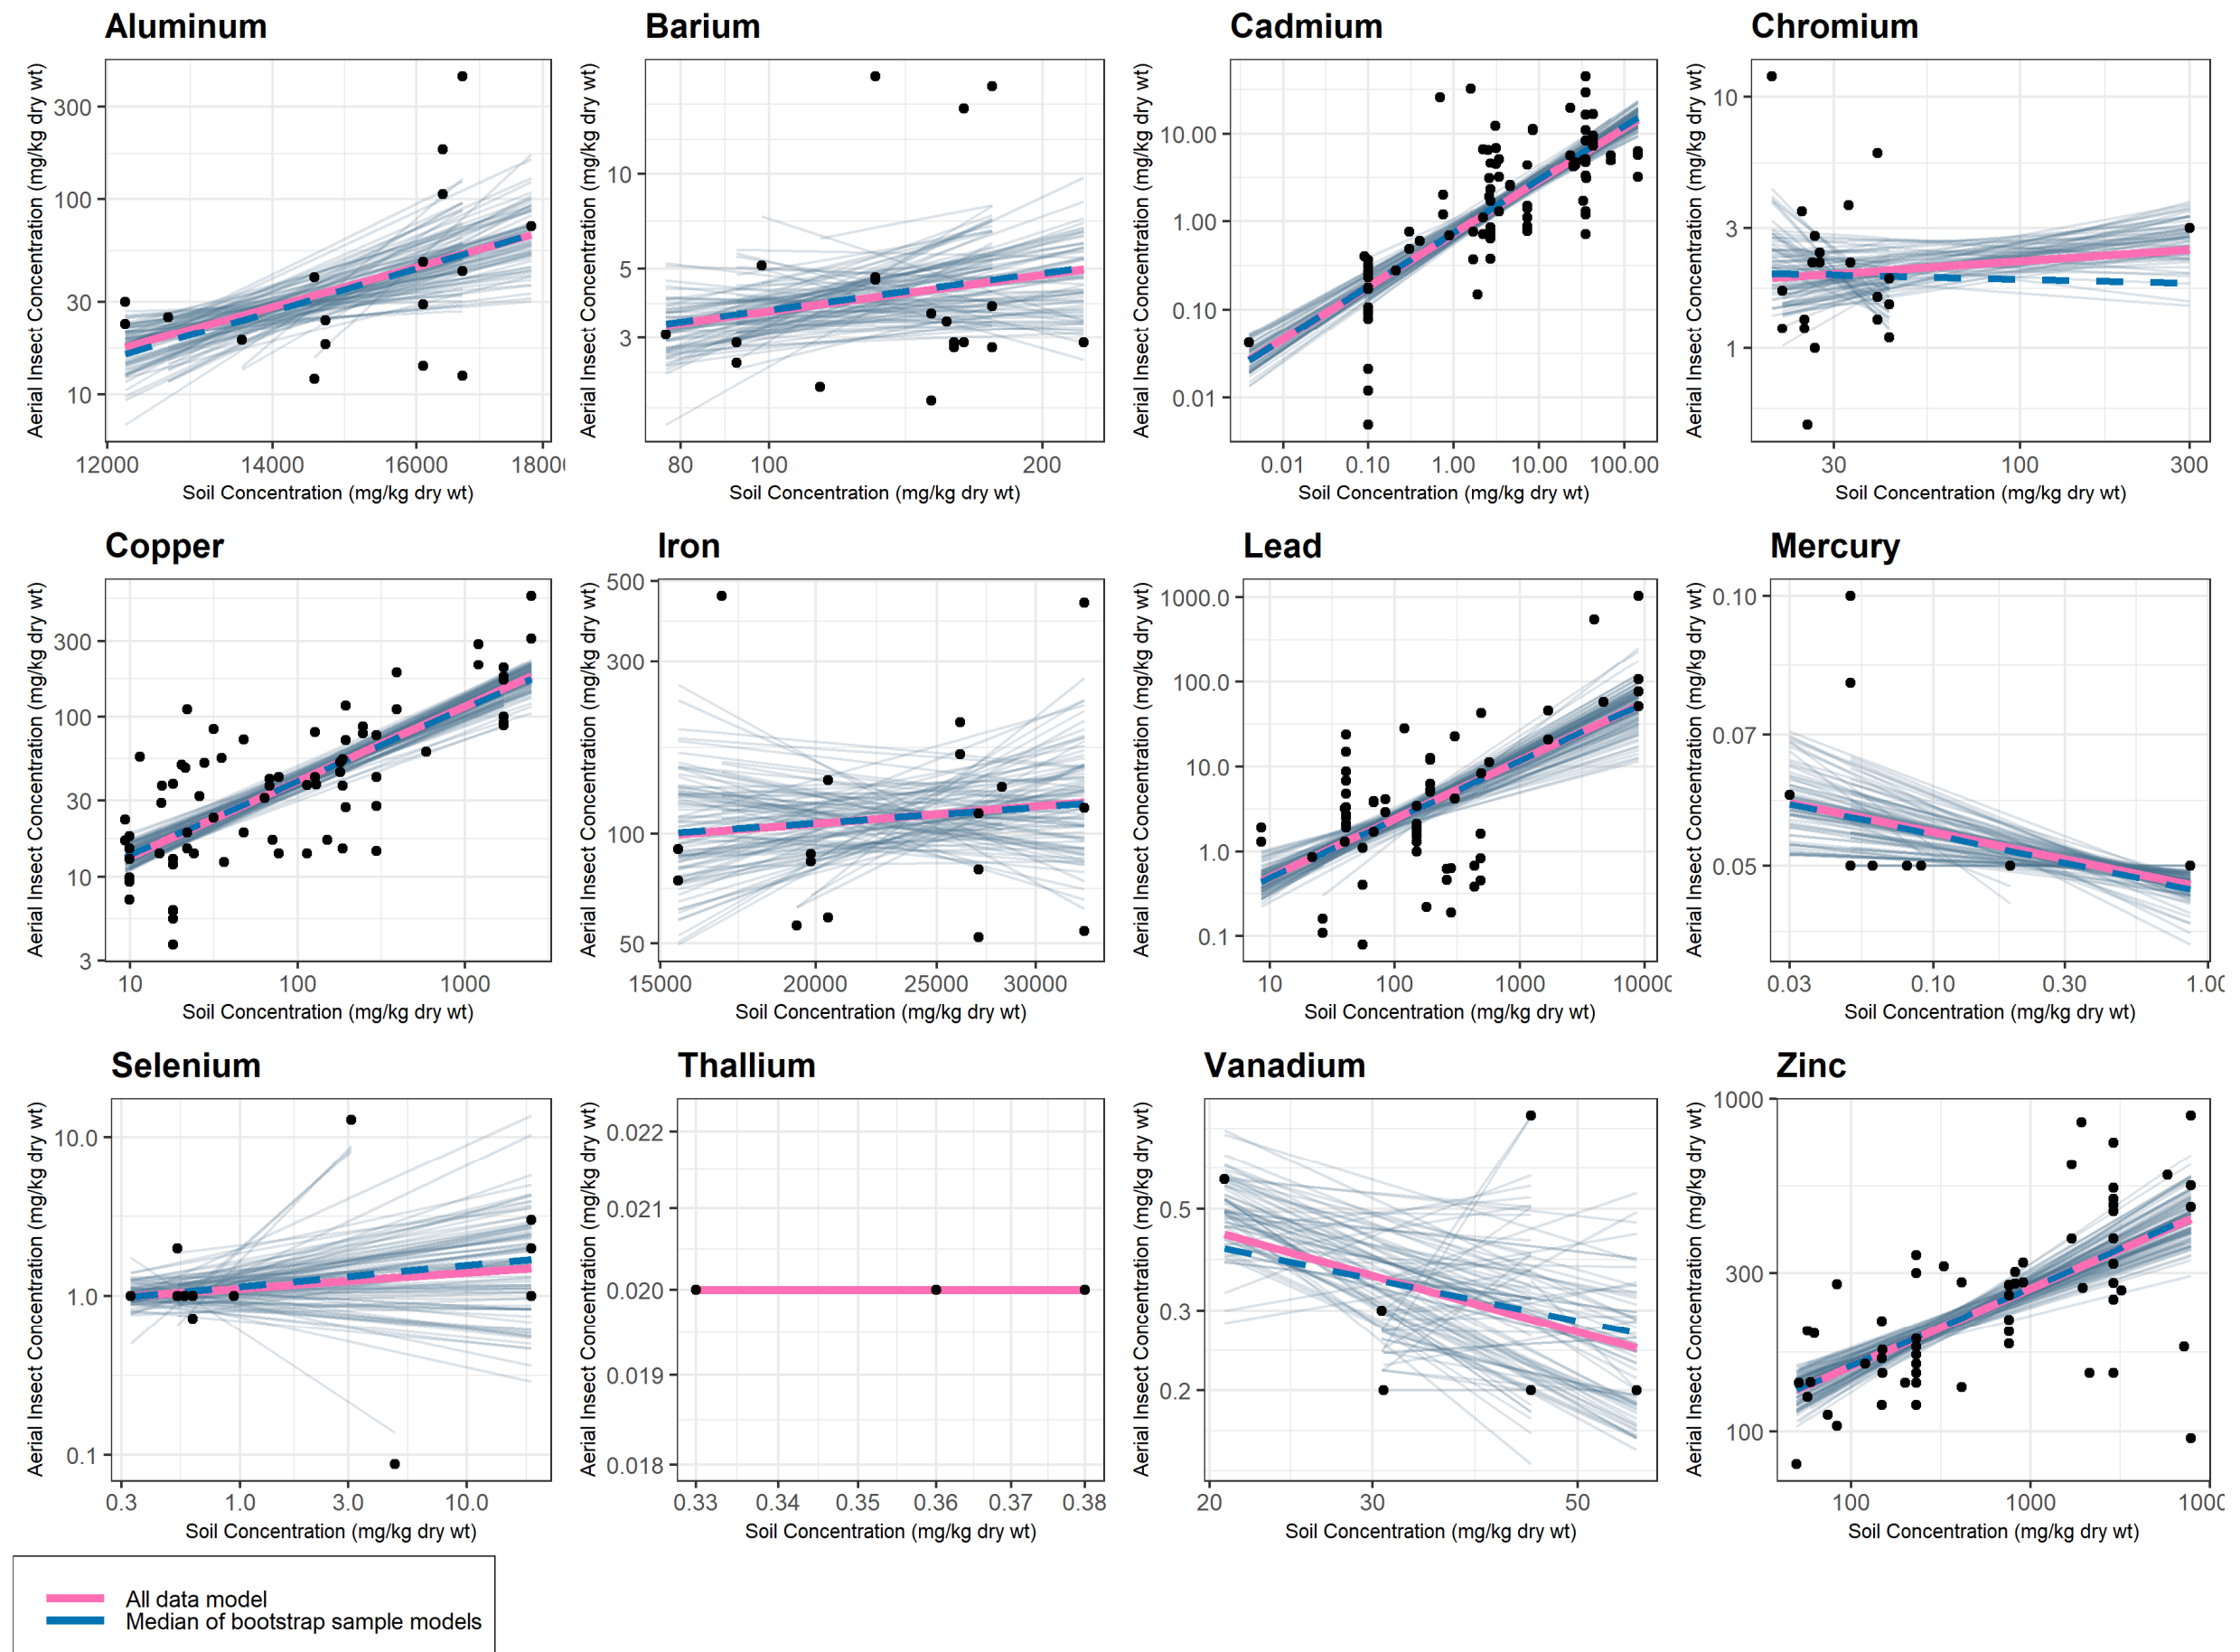 Aluminum
Aerial Insect Concentration (mg/kg dry wt)
300
100
30
10
12000 14000 16000 1800
Soil Concentration (mg/kg dry wt)
Barium
Aerial Insect Concentration (mg/kg dry wt)
10
5
3
80 100 200
Soil Concentration (mg/kg dry wt)
Cadmium
Aerial Insect Concentration (mg/kg dry wt)
10.00
1.00
0.10
0.01
0.01 0.10 1.00 10.00 100.00
Soil Concentration (mg/kg dry wt)
Chromium
Aerial Insect Concentration (mg/kg dry wt)
10
3
1
30 100 300
Soil Concentration (mg/kg dry wt)
Copper
Aerial Insect Concentration (mg/kg dry wt)
300
100
30
10
3
10 100 1000
Soil Concentration (mg/kg dry wt)
Iron
Aerial Insect Concentration (mg/kg dry wt)
500
300
100
50
15000 20000 25000 30000
Soil Concentration (mg/kg dry wt)
Lead
Aerial Insect Concentration (mg/kg dry wt)
1000.0
100.0
10.0
1.0
0.1
10 100 1000 1000
Soil Concentration (mg/kg dry wt)
Mercury
Aerial Insect Concentration (mg/kg dry wt)
0.10
0.07
0.05
0.03 0.10 0.30 1.00
Soil Concentration (mg/kg dry wt)
Selenium
Aerial Insect Concentration (mg/kg dry wt)
10.0
1.0
0.1
0.3 1.0 3.0 10.0
Soil Concentration (mg/kg dry wt)
Thallium
Aerial Insect Concentration (mg/kg dry wt)
0.022
0.021
0.020
0.019
0.018
0.33 0.34 0.35 0.36 0.37 0.38
Soil Concentration (mg/kg dry wt)
Vanadium
Aerial Insect Concentration (mg/kg dry wt)
0.5
0.3
0.2
20 30 50
Soil Concentration (mg/kg dry wt)
Zinc
Aerial Insect Concentration (mg/kg dry wt)
1000
300
100
100 1000 1000
Soil Concentration (mg/kg dry wt)
All data model
Median of bootstrap sample models